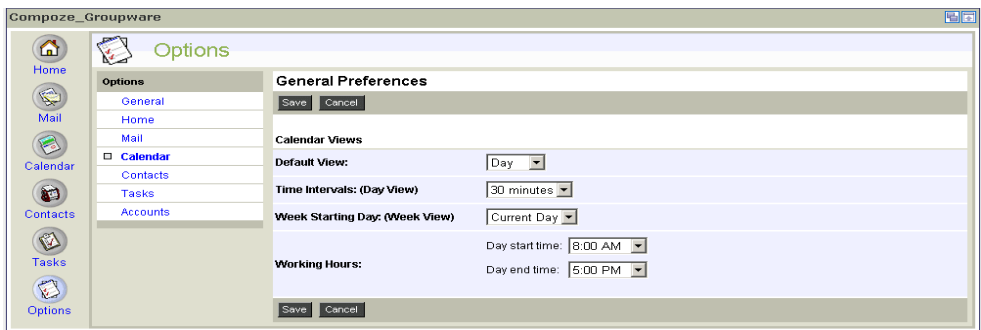 Compoze_Groupware
Home
Mail
Calendar
Contacts
Tasks
Options
Options
Options
General
Home
Mail
Calendar
Contacts
Tasks
Accounts
General Preferences
Save Cancel
Calendar Views
Default View: Day
Time Intervals: (Day View) 30 minutes
Week Starting Day: (Week View) Current Day
Working Hours:
Day start time: 8:00 AM
Day end time: 5:00 PM
Save Cancel